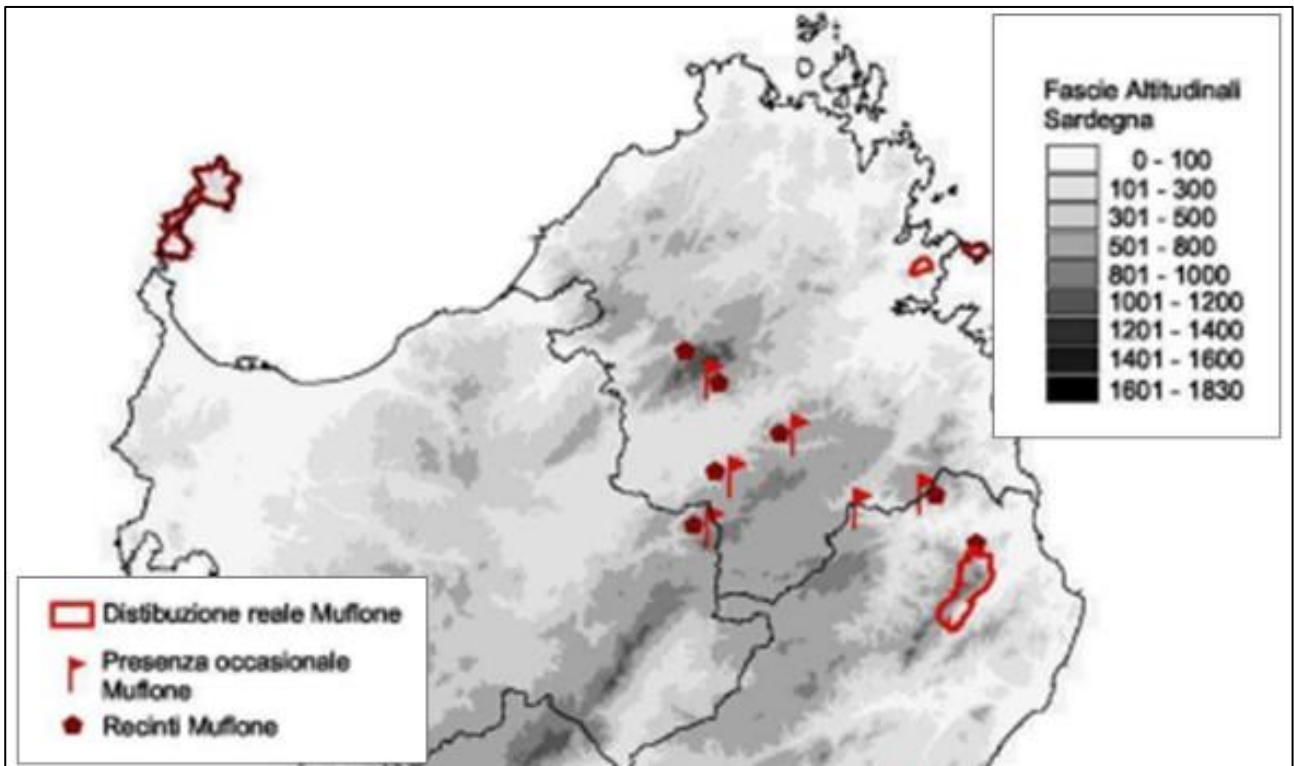 Fascie Altitudinali
Sardegna
0 - 100
101 - 300
301 - 500
501 - 800
801 - 1000
1001 - 1200
1201 - 1400
1401 - 1600
1601 - 1830
Distibuzione reale Muflone
Presenza occasionale
Muflone
Recinti Muflone